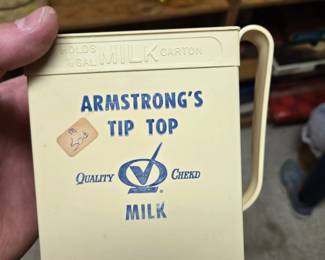 HOLDS
½ GAL
MILK
CARTON
ARMSTRONG'S
TIP TOP
QUALITY CHEKD
®
MILK